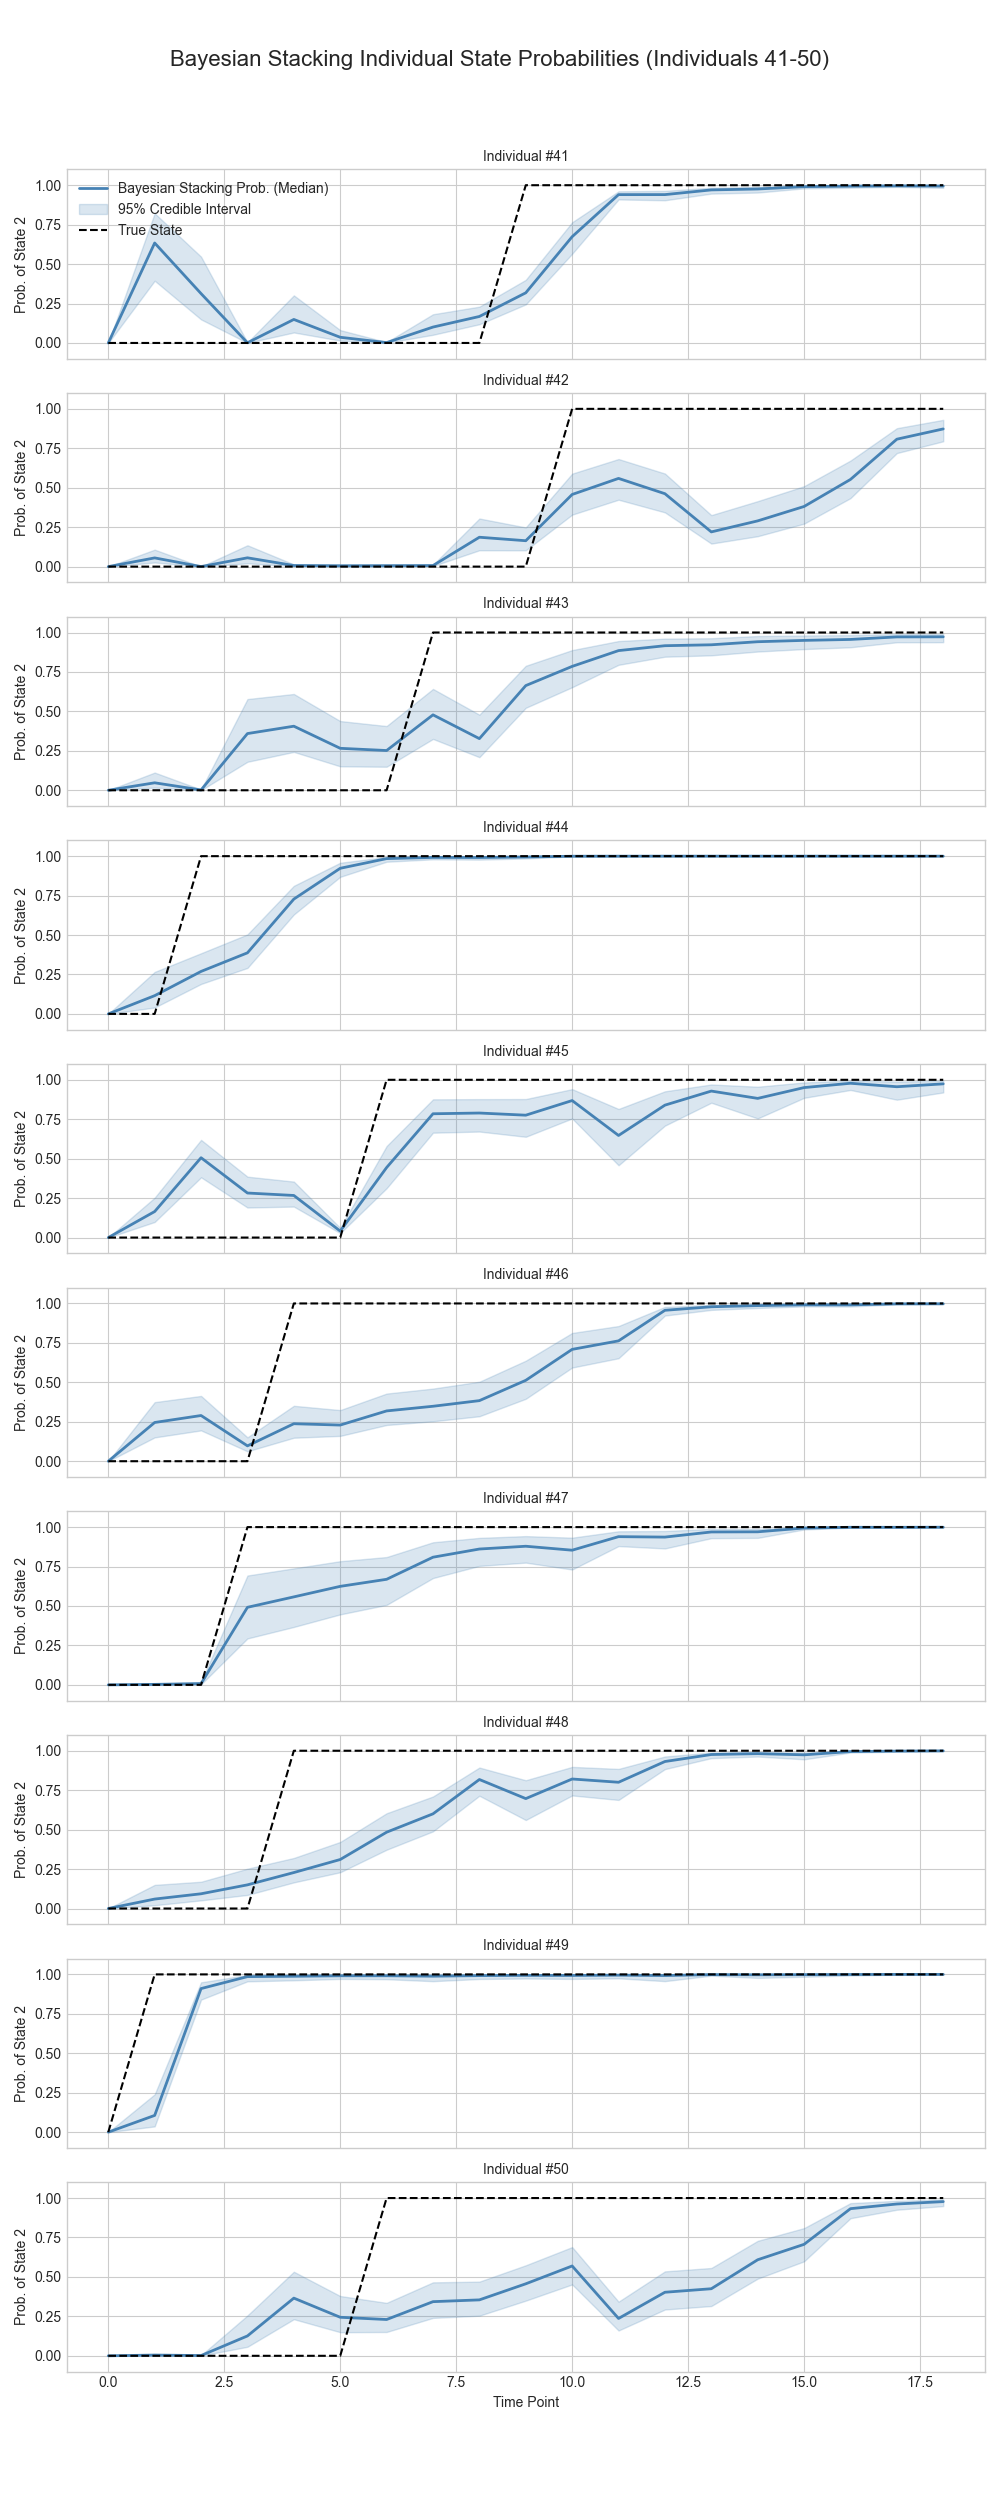 Bayesian Stacking Individual State Probabilities (Individuals 41-50)
Individual #41
Bayesian Stacking Prob. (Median)
95% Credible Interval
True State
Prob. of State 2
1.00
0.75
0.50
0.25
0.00
Individual #42
Prob. of State 2
1.00
0.75
0.50
0.25
0.00
Individual #43
Prob. of State 2
1.00
0.75
0.50
0.25
0.00
Individual #44
Prob. of State 2
1.00
0.75
0.50
0.25
0.00
Individual #45
Prob. of State 2
1.00
0.75
0.50
0.25
0.00
Individual #46
Prob. of State 2
1.00
0.75
0.50
0.25
0.00
Individual #47
Prob. of State 2
1.00
0.75
0.50
0.25
0.00
Individual #48
Prob. of State 2
1.00
0.75
0.50
0.25
0.00
Individual #49
Prob. of State 2
1.00
0.75
0.50
0.25
0.00
Individual #50
Prob. of State 2
1.00
0.75
0.50
0.25
0.00
0.0 2.5 5.0 7.5 10.0 12.5 15.0 17.5
Time Point